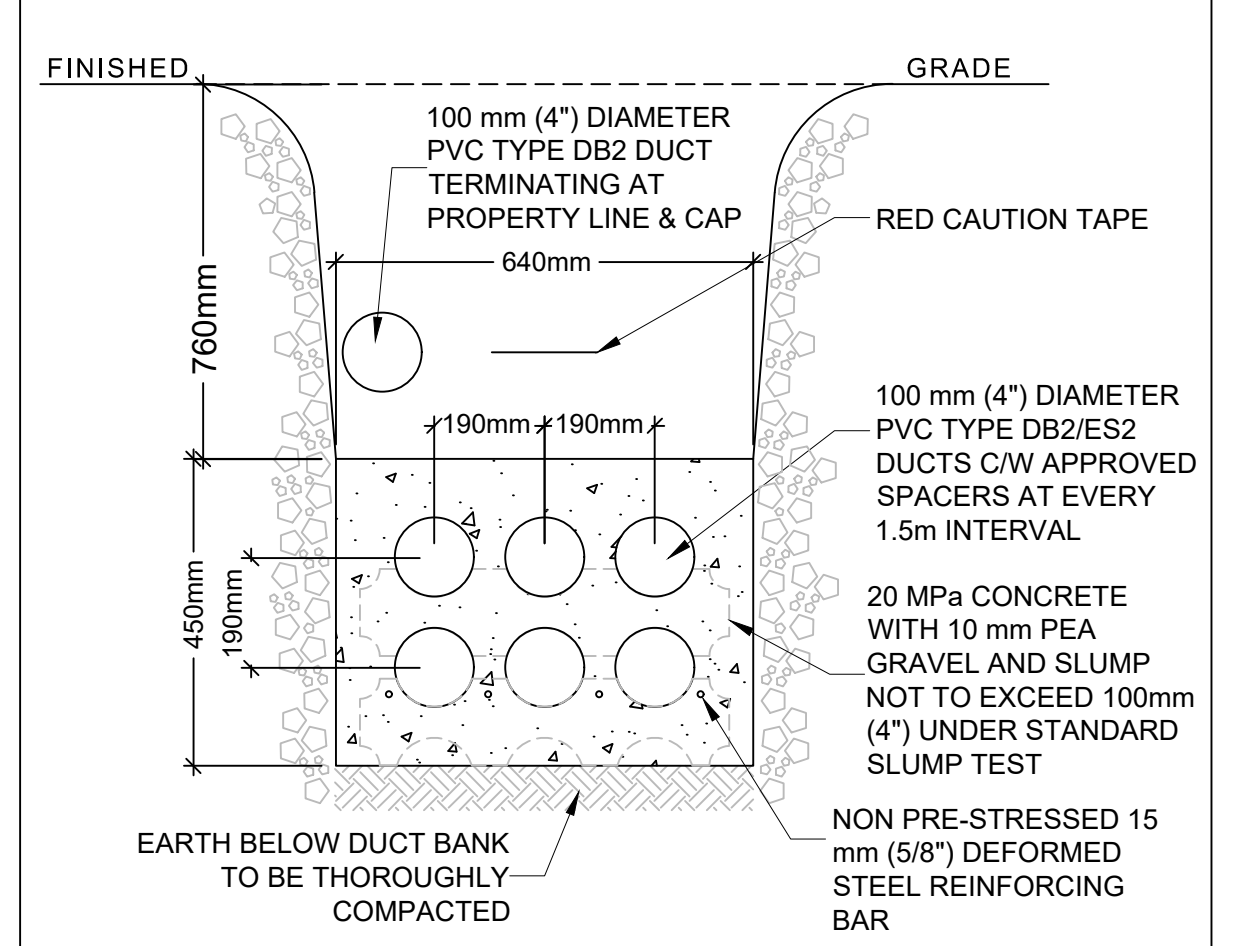 FINISHED
GRADE
100 mm (4") DIAMETER
PVC TYPE DB2 DUCT
TERMINATING AT
PROPERTY LINE & CAP
RED CAUTION TAPE
640mm
760mm
190mm
190mm
100 mm (4") DIAMETER
PVC TYPE DB2/ES2
DUCTS C/W APPROVED
SPACERS AT EVERY
1.5m INTERVAL
450mm
190mm
20 MPa CONCRETE
WITH 10 mm PEA
GRAVEL AND SLUMP
NOT TO EXCEED 100mm
(4") UNDER STANDARD
SLUMP TEST
EARTH BELOW DUCT BANK
TO BE THOROUGHLY
COMPACTED
NON PRE-STRESSED 15
mm (5/8") DEFORMED
STEEL REINFORCING
BAR